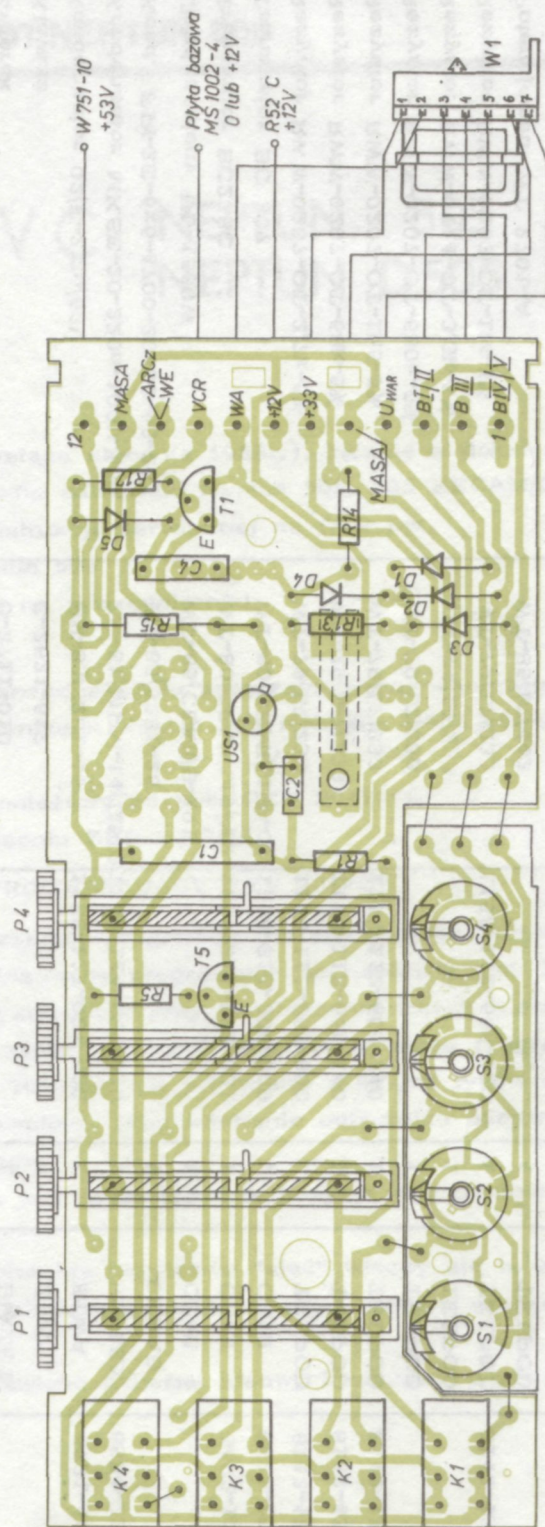 W751-10
+53V
Płyta bazowa
MS 1002-4
0 lub +12V
R52 C
+12V
W1
1
2
3
4
5
6
7
12
MASA
ARCz
WE
VCR
WA
+12V
+33V
MASA
UWAR
B I/II
B III
1 BIV/V
R17
D5
T1
E
R14
C4
D4
D1
D2
D3
R15
R13
US1
C2
C1
R1
P4
P3
P2
P1
R5
T5
E
S4
S3
S2
S1
K4
K3
K2
K1